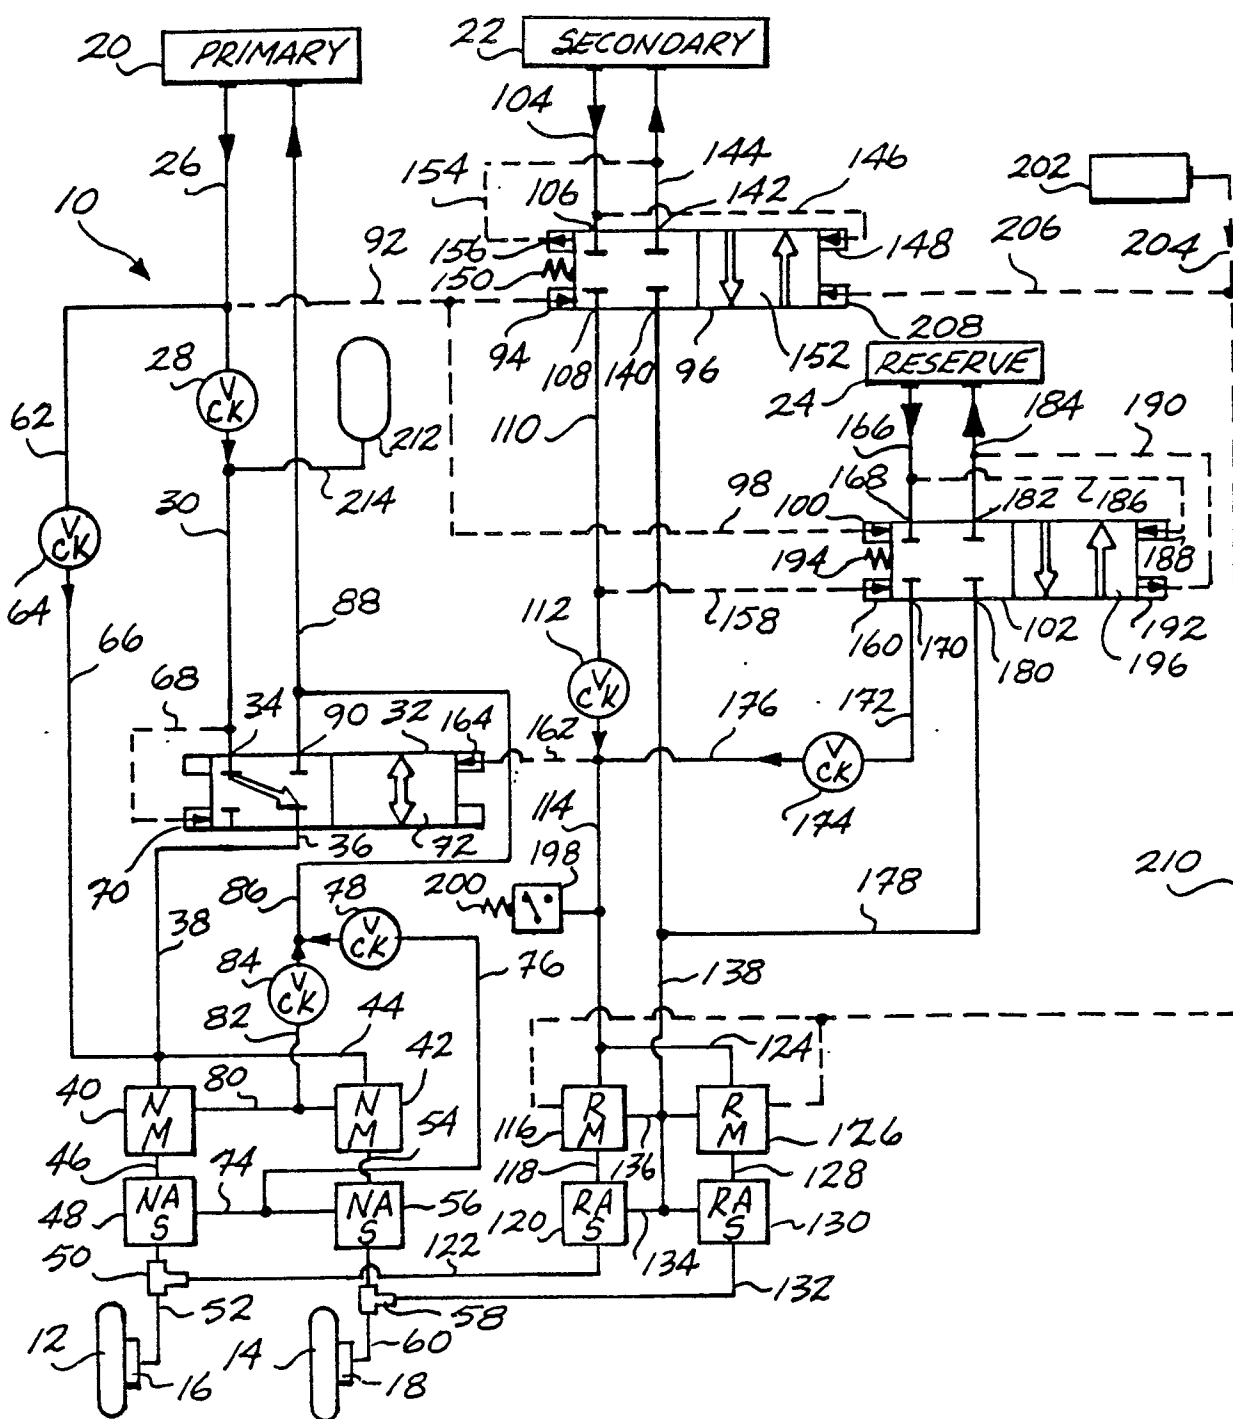 20 PRIMARY 22 SECONDARY
104
26 154 144 146 202
10 106 142
92 156 148 206 204
150
94 108 140 96 152 208
28 V CK RESERVE
24
62 212 110 166 184 190
214 98 168
30 100 182 186
V CK 194 188
64 88 112 158 160 170 102 192
180 196
66 V CK
68 34 90 32 164 162 176 172
V CK
174
70 36 72 114
198 210
86 78 200 178
38 V CK
84 V CK 76 138
82 44
124
40 N M 80 N M 42 116 R M R M 126
46 54 118 136 128
74
48 NA S NA S 56 120 RA S RA S 130
50 122 134
52 58 132
12 14 60
16 18